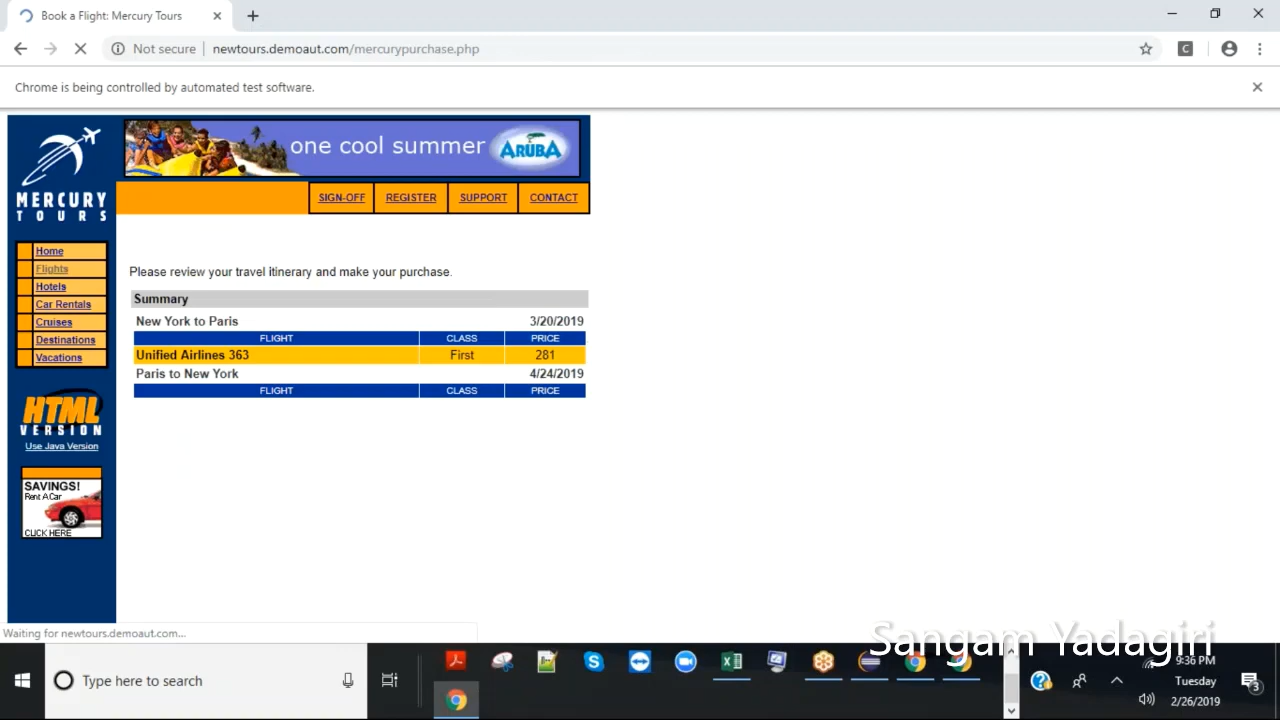 Book a Flight: Mercury Tours
Not secure newtours.demoaut.com/mercurypurchase.php
C
Chrome is being controlled by automated test software.
one cool summer ARUBA
MERCURY
TOURS
SIGN-OFF REGISTER SUPPORT CONTACT
Home
Flights
Hotels
Car Rentals
Cruises
Destinations
Vacations
HTML
VERSION
Use Java Version
SAVINGS!
Rent A Car
CLICK HERE
Please review your travel itinerary and make your purchase.
Summary
New York to Paris 3/20/2019
FLIGHT CLASS PRICE
Unified Airlines 363 First 281
Paris to New York 4/24/2019
FLIGHT CLASS PRICE
Waiting for newtours.demoaut.com...
Sangam Yadagiri
Type here to search
9:36 PM
Tuesday
2/26/2019
3